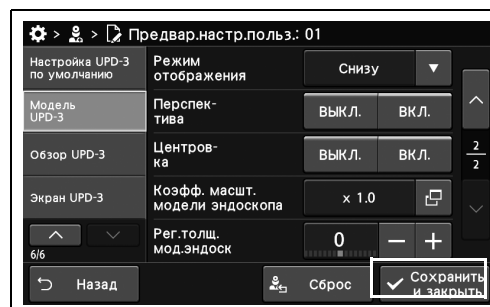 > > Предвар.настр.польз.: 01
Настройка UPD-3
по умолчанию
Модель
UPD-3
Обзор UPD-3
Экран UPD-3
6/6
Режим
отображения
Снизу
Перспек-
тива
ВЫКЛ. ВКЛ.
Центров-
ка
ВЫКЛ. ВКЛ.
Коэфф. масшт.
модели эндоскопа
x 1.0
Рег.толщ.
мод.эндоск
0
2
2
Назад
Сброс
Сохранить
и закрыть